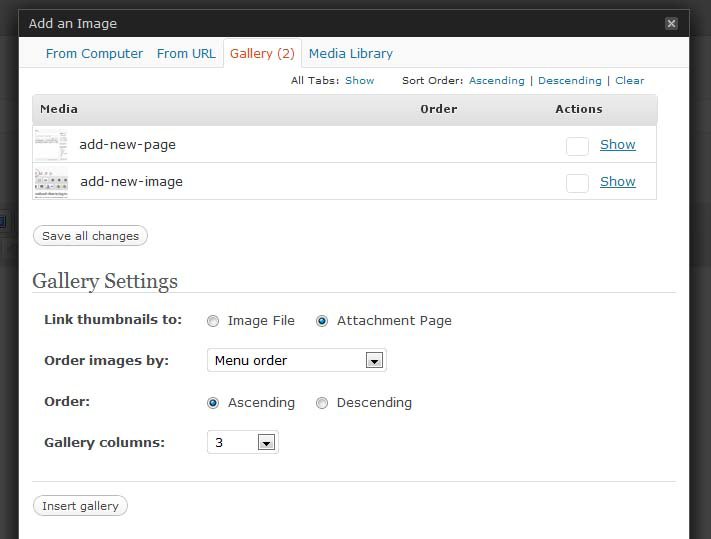 Add an Image
From Computer From URL Gallery (2) Media Library
All Tabs: Show Sort Order: Ascending | Descending | Clear
Media Order Actions
add-new-page Show
add-new-image Show
Save all changes
Gallery Settings
Link thumbnails to: Image File Attachment Page
Order images by: Menu order
Order: Ascending Descending
Gallery columns: 3
Insert gallery